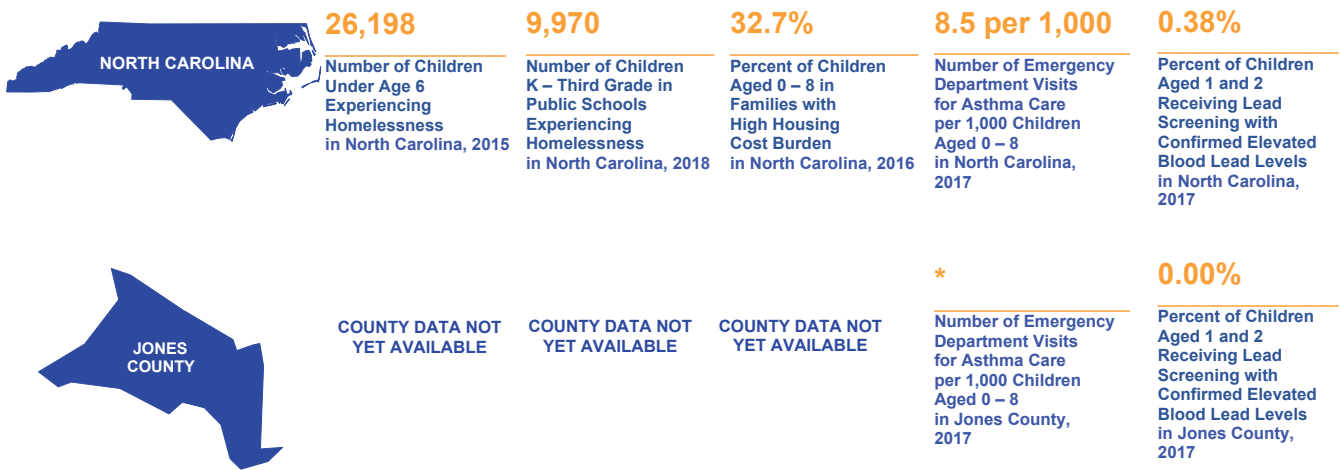 NORTH CAROLINA
26,198
Number of Children
Under Age 6
Experiencing
Homelessness
in North Carolina, 2015
9,970
Number of Children
K – Third Grade in
Public Schools
Experiencing
Homelessness
in North Carolina, 2018
32.7%
Percent of Children
Aged 0 – 8 in
Families with
High Housing
Cost Burden
in North Carolina, 2016
8.5 per 1,000
Number of Emergency
Department Visits
for Asthma Care
per 1,000 Children
Aged 0 – 8
in North Carolina,
2017
0.38%
Percent of Children
Aged 1 and 2
Receiving Lead
Screening with
Confirmed Elevated
Blood Lead Levels
in North Carolina,
2017
JONES
COUNTY
COUNTY DATA NOT
YET AVAILABLE
COUNTY DATA NOT
YET AVAILABLE
COUNTY DATA NOT
YET AVAILABLE
*
Number of Emergency
Department Visits
for Asthma Care
per 1,000 Children
Aged 0 – 8
in Jones County,
2017
0.00%
Percent of Children
Aged 1 and 2
Receiving Lead
Screening with
Confirmed Elevated
Blood Lead Levels
in Jones County,
2017